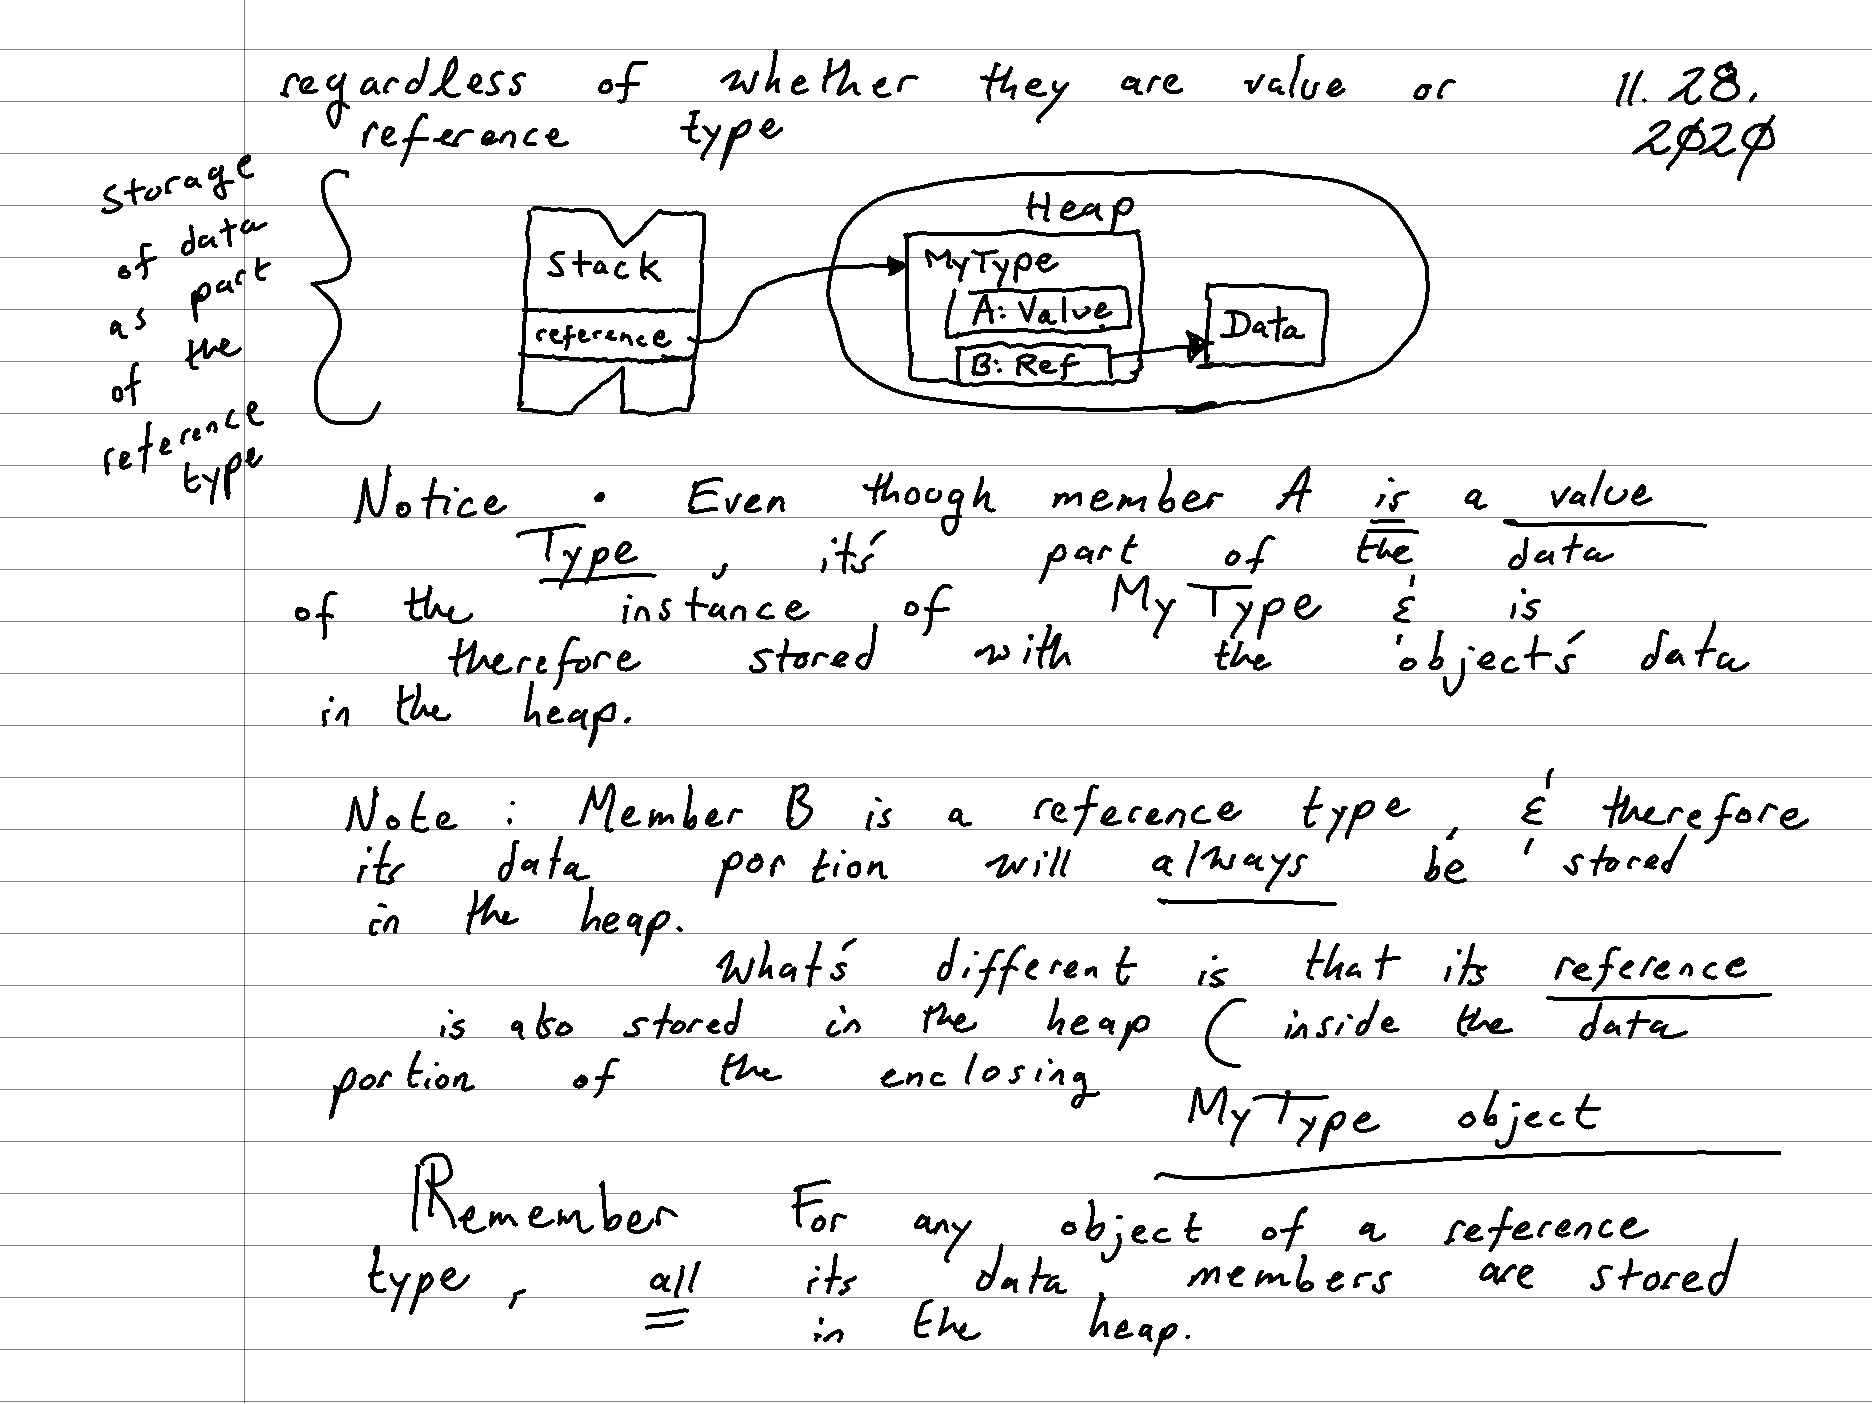 regardless of whether they are value or
reference type
11. 28.
2020
storage
of data
as part
of the
reference
type
Stack
reference
Heap
MyType
A: Value
B: Ref
Data
Notice : Even though member A is a value
Type, it's part of the data
of the instance of MyType & is
therefore stored with the object's data
in the heap.
Note : Member B is a reference type, & therefore
its data portion will always be stored
in the heap.
What's different is that its reference
is also stored in the heap (inside the data
portion of the enclosing
MyType object
Remember For any object of a reference
type, all its data members are stored
in the heap.